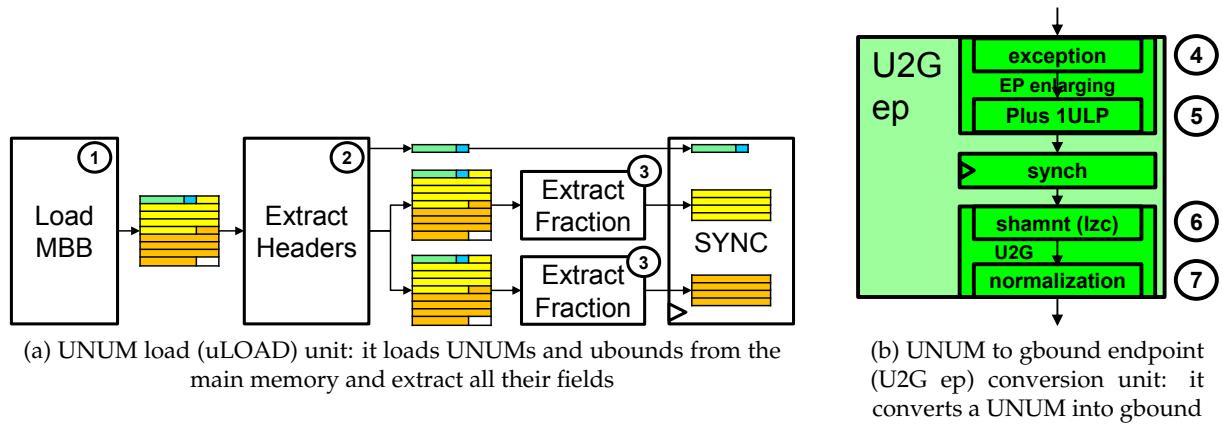 1
Load
MBB
2
Extract
Headers
3
Extract
Fraction
3
Extract
Fraction
SYNC
(a) UNUM load (uLOAD) unit: it loads UNUMs and ubounds from the
main memory and extract all their fields
U2G
ep
exception
4
EP enlarging
Plus 1ULP
5
synch
shamnt (lzc)
6
U2G
normalization
7
(b) UNUM to gbound endpoint
(U2G ep) conversion unit: it
converts a UNUM into gbound